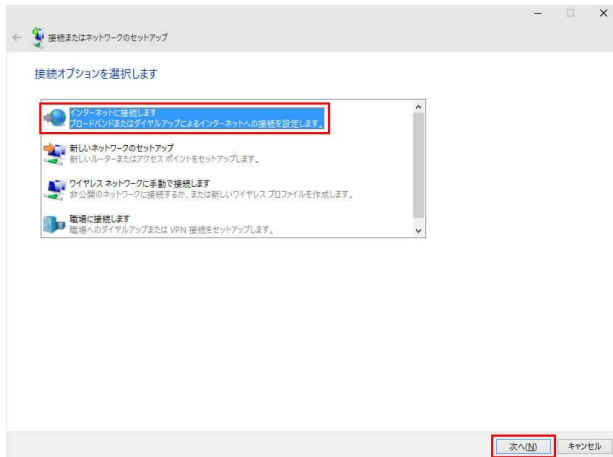 接続またはネットワークのセットアップ
接続オプションを選択します
インターネットに接続します
ブロードバンドまたはダイヤルアップによるインターネットへの接続を設定します。
新しいネットワークのセットアップ
新しいルーターまたはアクセス ポイントをセットアップします。
ワイヤレス ネットワークに手動で接続します
非公開のネットワークに接続するか、または新しいワイヤレス プロファイルを作成します。
職場に接続します
職場へのダイヤルアップまたは VPN 接続をセットアップします。
次へ(N) キャンセル